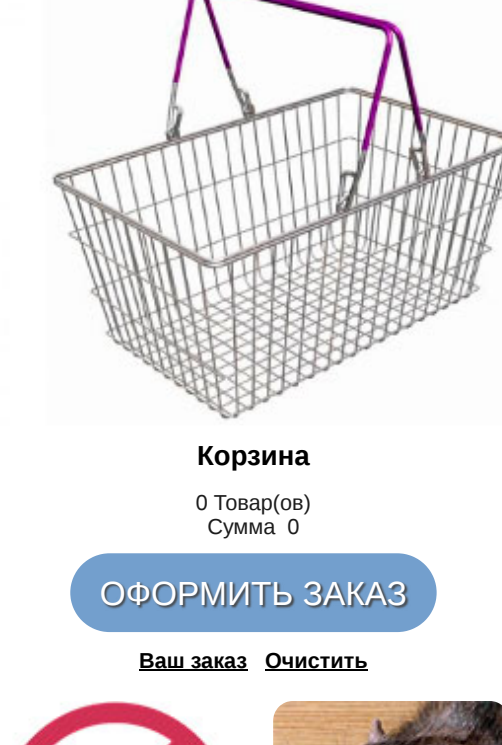 Корзина
0 Товар(ов)
Сумма 0
ОФОРМИТЬ ЗАКАЗ
Ваш заказ Очистить